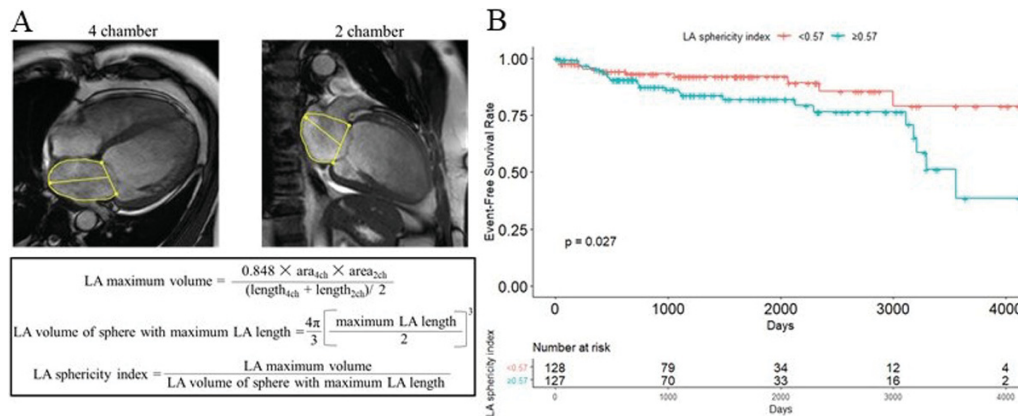 A
4 chamber
2 chamber
LA maximum volume = 0.848 × ara4ch × area2ch / (length4ch + length2ch)/ 2
LA volume of sphere with maximum LA length = 4π/3 [maximum LA length / 2]^3
LA sphericity index = LA maximum volume / LA volume of sphere with maximum LA length
B
LA sphericity index <0.57 ≥0.57
Event-Free Survival Rate
1.00
0.75
0.50
0.25
0.00
p = 0.027
0 1000 2000 3000 4000
Days
LA sphericity index
Number at risk
<0.57 128 79 34 12 4
≥0.57 127 70 33 16 2
0 1000 2000 3000 4000
Days